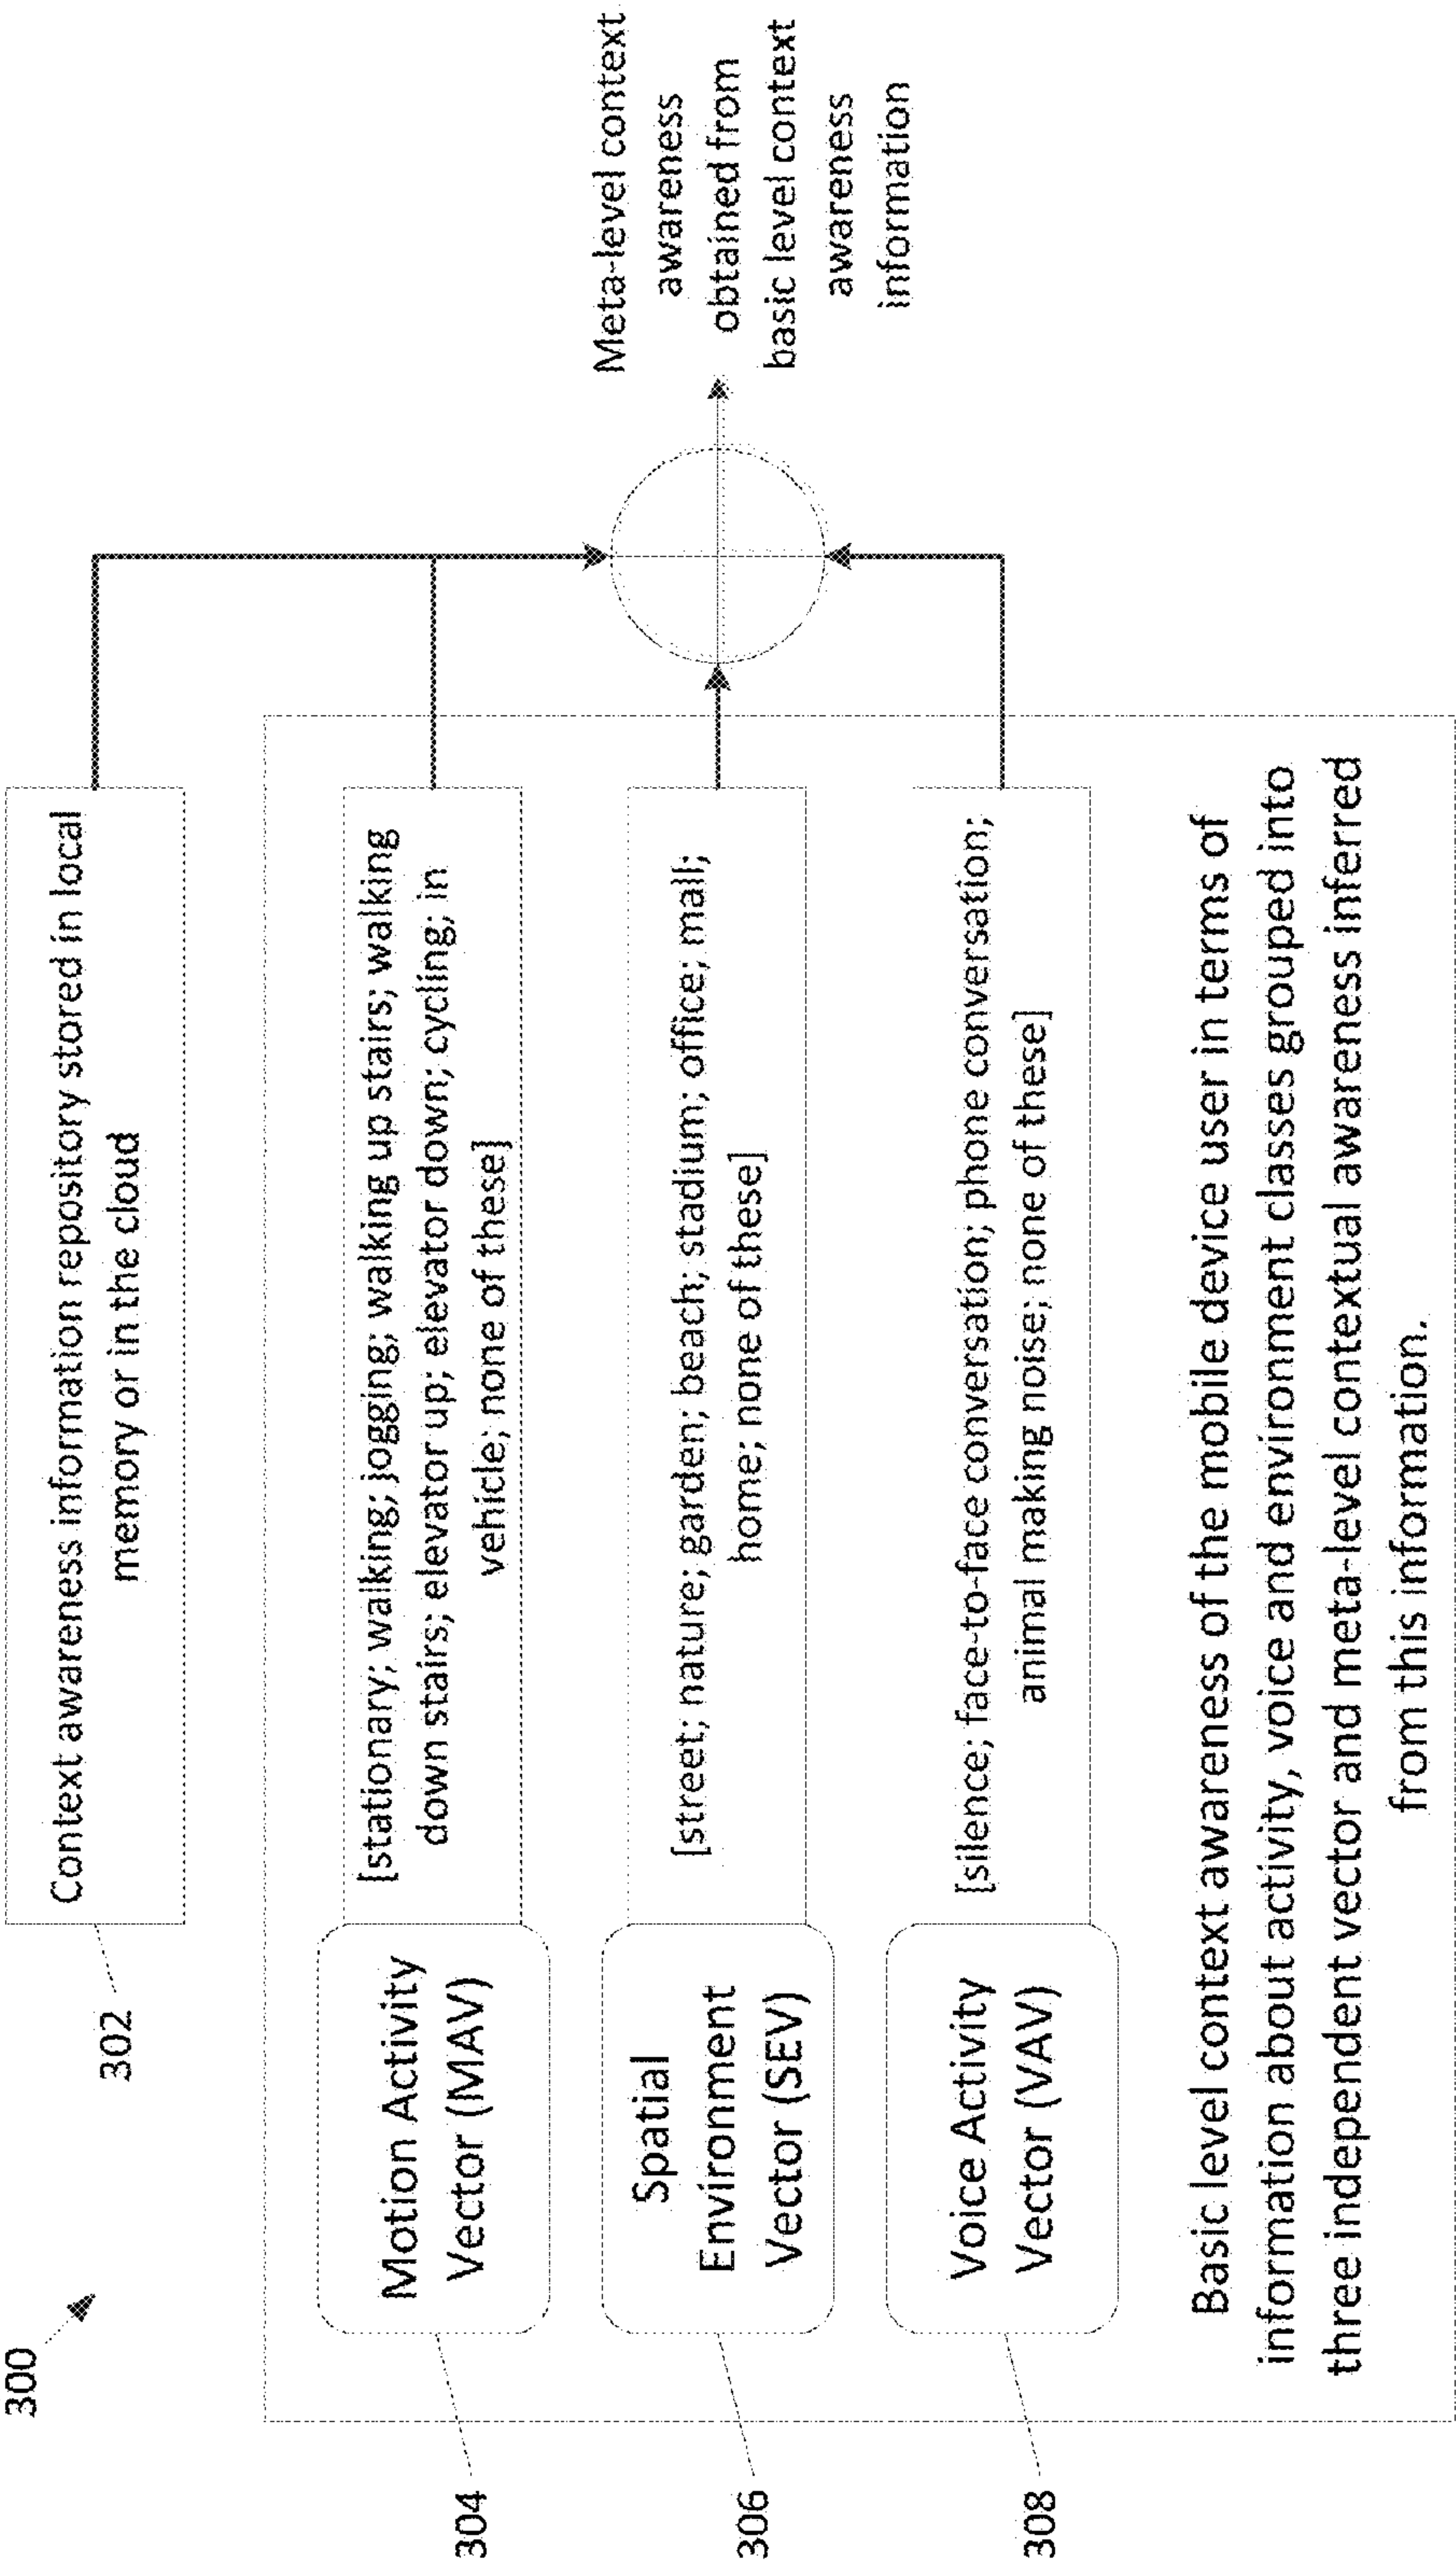 300
302
Context awareness information repository stored in local
memory or in the cloud
304
Motion Activity
Vector (MAV)
[stationary; walking; jogging; walking up stairs; walking
down stairs; elevator up; elevator down; cycling; in
vehicle; none of these]
306
Spatial
Environment
Vector (SEV)
[street; nature; garden; beach; stadium; office; mall;
home; none of these]
308
Voice Activity
Vector (VAV)
[silence; face-to-face conversation; phone conversation;
animal making noise; none of these]
Basic level context awareness of the mobile device user in terms of
information about activity, voice and environment classes grouped into
three independent vector and meta-level contextual awareness inferred
from this information.
Meta-level context
awareness
obtained from
basic level context
awareness
information